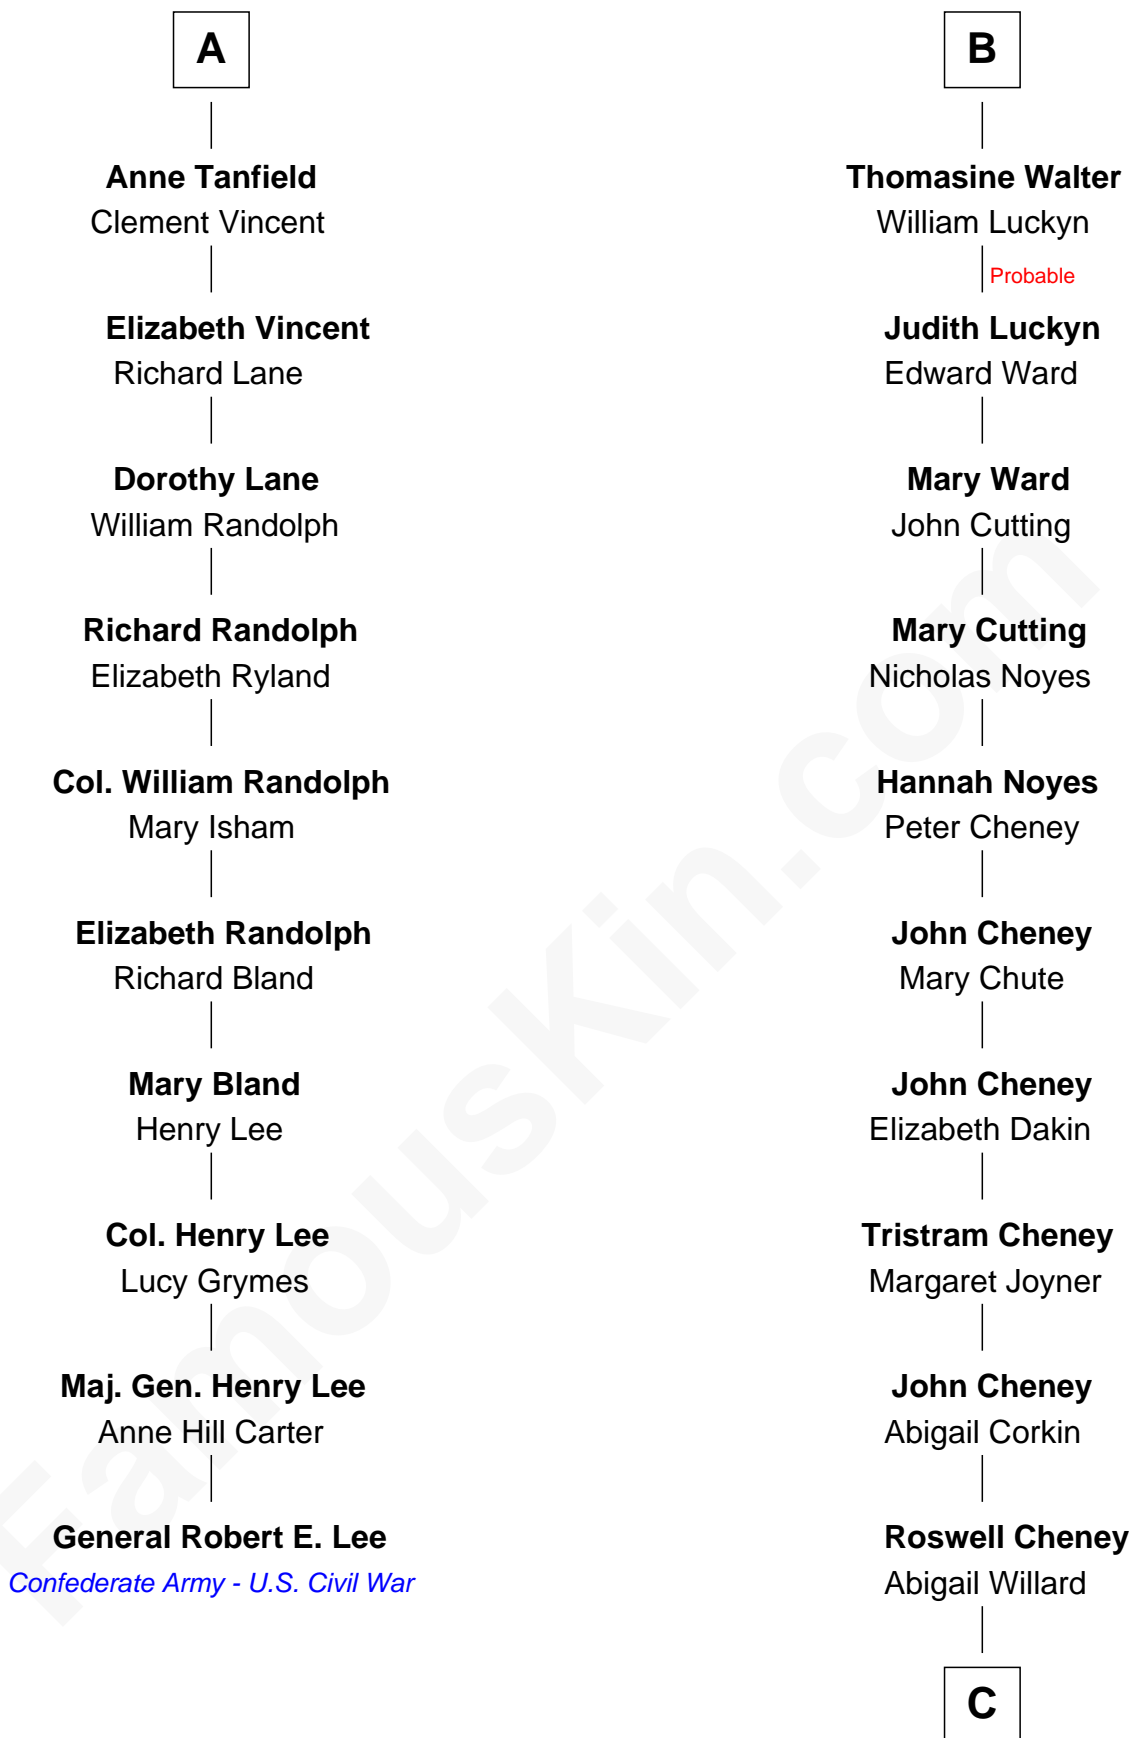 A
Anne Tanfield
Clement Vincent
Elizabeth Vincent
Richard Lane
Dorothy Lane
William Randolph
Richard Randolph
Elizabeth Ryland
Col. William Randolph
Mary Isham
Elizabeth Randolph
Richard Bland
Mary Bland
Henry Lee
Col. Henry Lee
Lucy Grymes
Maj. Gen. Henry Lee
Anne Hill Carter
General Robert E. Lee
Confederate Army - U.S. Civil War
B
Thomasine Walter
William Luckyn
Probable
Judith Luckyn
Edward Ward
Mary Ward
John Cutting
Mary Cutting
Nicholas Noyes
Hannah Noyes
Peter Cheney
John Cheney
Mary Chute
John Cheney
Elizabeth Dakin
Tristram Cheney
Margaret Joyner
John Cheney
Abigail Corkin
Roswell Cheney
Abigail Willard
C
FamousKin.com